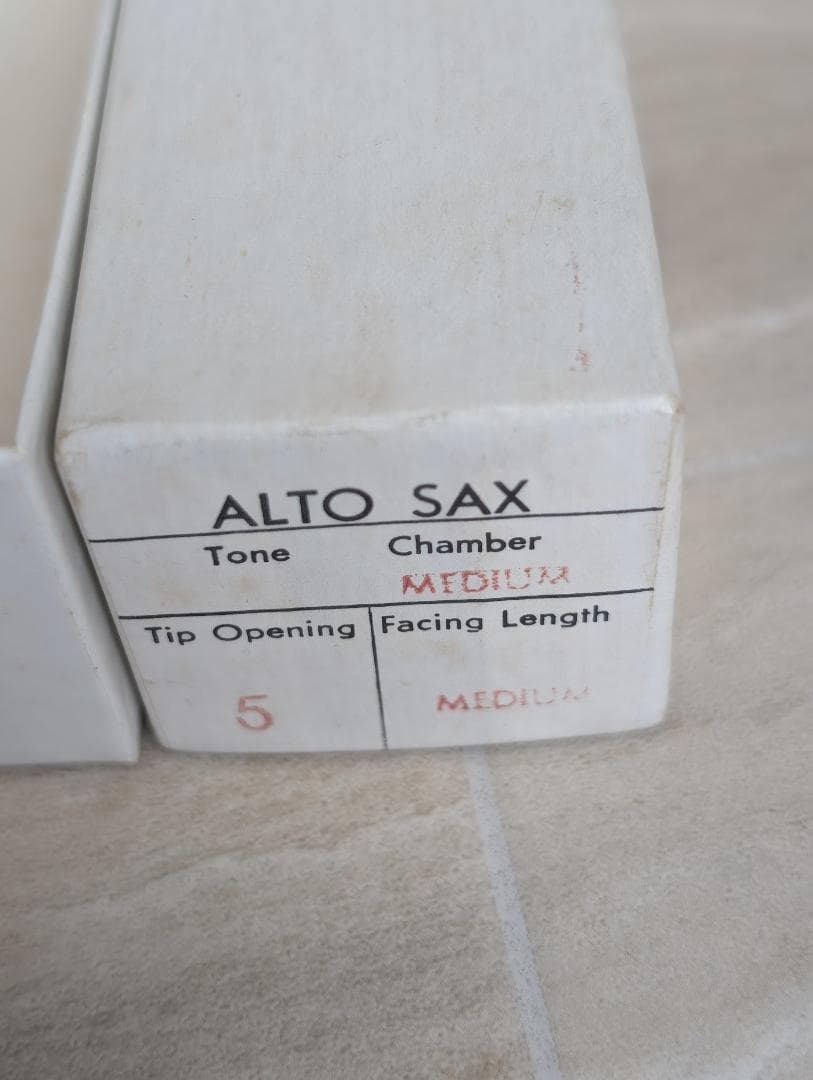 ALTO SAX
Tone Chamber
MEDIUM
Tip Opening Facing Length
5 MEDIUM